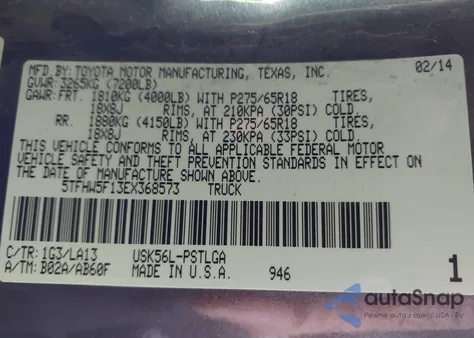 MFD.BY:TOYOTA MOTOR MANUFACTURING, TEXAS, INC. 02/14
GVWR:3265KG (7200LB)
GAWR:FRT. 1810KG (4000LB) WITH P275/65R18 TIRES,
18X8J RIMS, AT 210KPA (30PSI) COLD
RR. 1880KG (4150LB) WITH P275/65R18 TIRES,
18X8J RIMS, AT 230KPA (33PSI) COLD
THIS VEHICLE CONFORMS TO ALL APPLICABLE FEDERAL MOTOR
VEHICLE SAFETY AND THEFT PREVENTION STANDARDS IN EFFECT ON
THE DATE OF MANUFACTURE SHOWN ABOVE.
5TFHW5F13EX368573 TRUCK
C/TR: 1G3/LA13 USK56L-PSTLGA
A/TM: B02A/AB60F MADE IN U.S.A. 946 1
autoSnap
Pewne auta z USA i EU